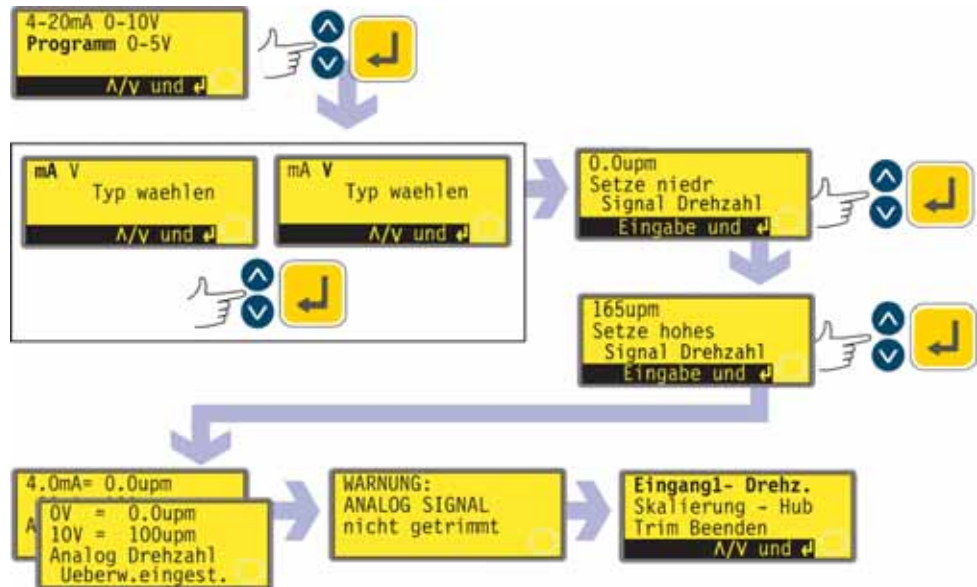 4-20mA 0-10V
Programm 0-5V
∧/∨ und ↲
mA V
Typ waehlen
∧/∨ und ↲
mA V
Typ waehlen
∧/∨ und ↲
0.0upm
Setze niedr
Signal Drehzahl
Eingabe und ↲
165upm
Setze hohes
Signal Drehzahl
Eingabe und ↲
4.0mA= 0.0upm
A
0V = 0.0upm
10V = 100upm
Analog Drehzahl
Ueberw.eingest.
WARNUNG:
ANALOG SIGNAL
nicht getrimmt
Eingang1- Drehz.
Skalierung - Hub
Trim Beenden
∧/∨ und ↲